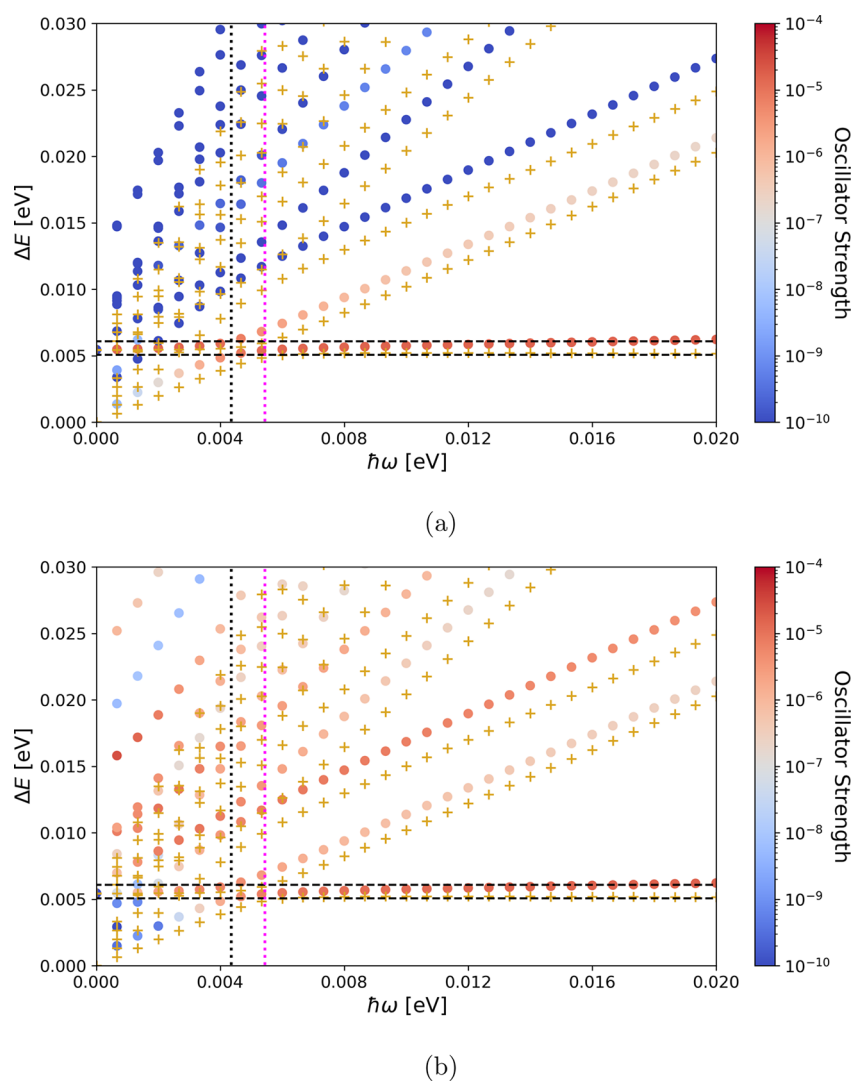 0.030
0.025
0.020
0.015
0.010
0.005
0.000
ΔE [eV]
0.000 0.004 0.008 0.012 0.016 0.020
ħω [eV]
10⁻⁴
10⁻⁵
10⁻⁶
10⁻⁷
10⁻⁸
10⁻⁹
10⁻¹⁰
Oscillator Strength
(a)
0.030
0.025
0.020
0.015
0.010
0.005
0.000
ΔE [eV]
0.000 0.004 0.008 0.012 0.016 0.020
ħω [eV]
10⁻⁴
10⁻⁵
10⁻⁶
10⁻⁷
10⁻⁸
10⁻⁹
10⁻¹⁰
Oscillator Strength
(b)